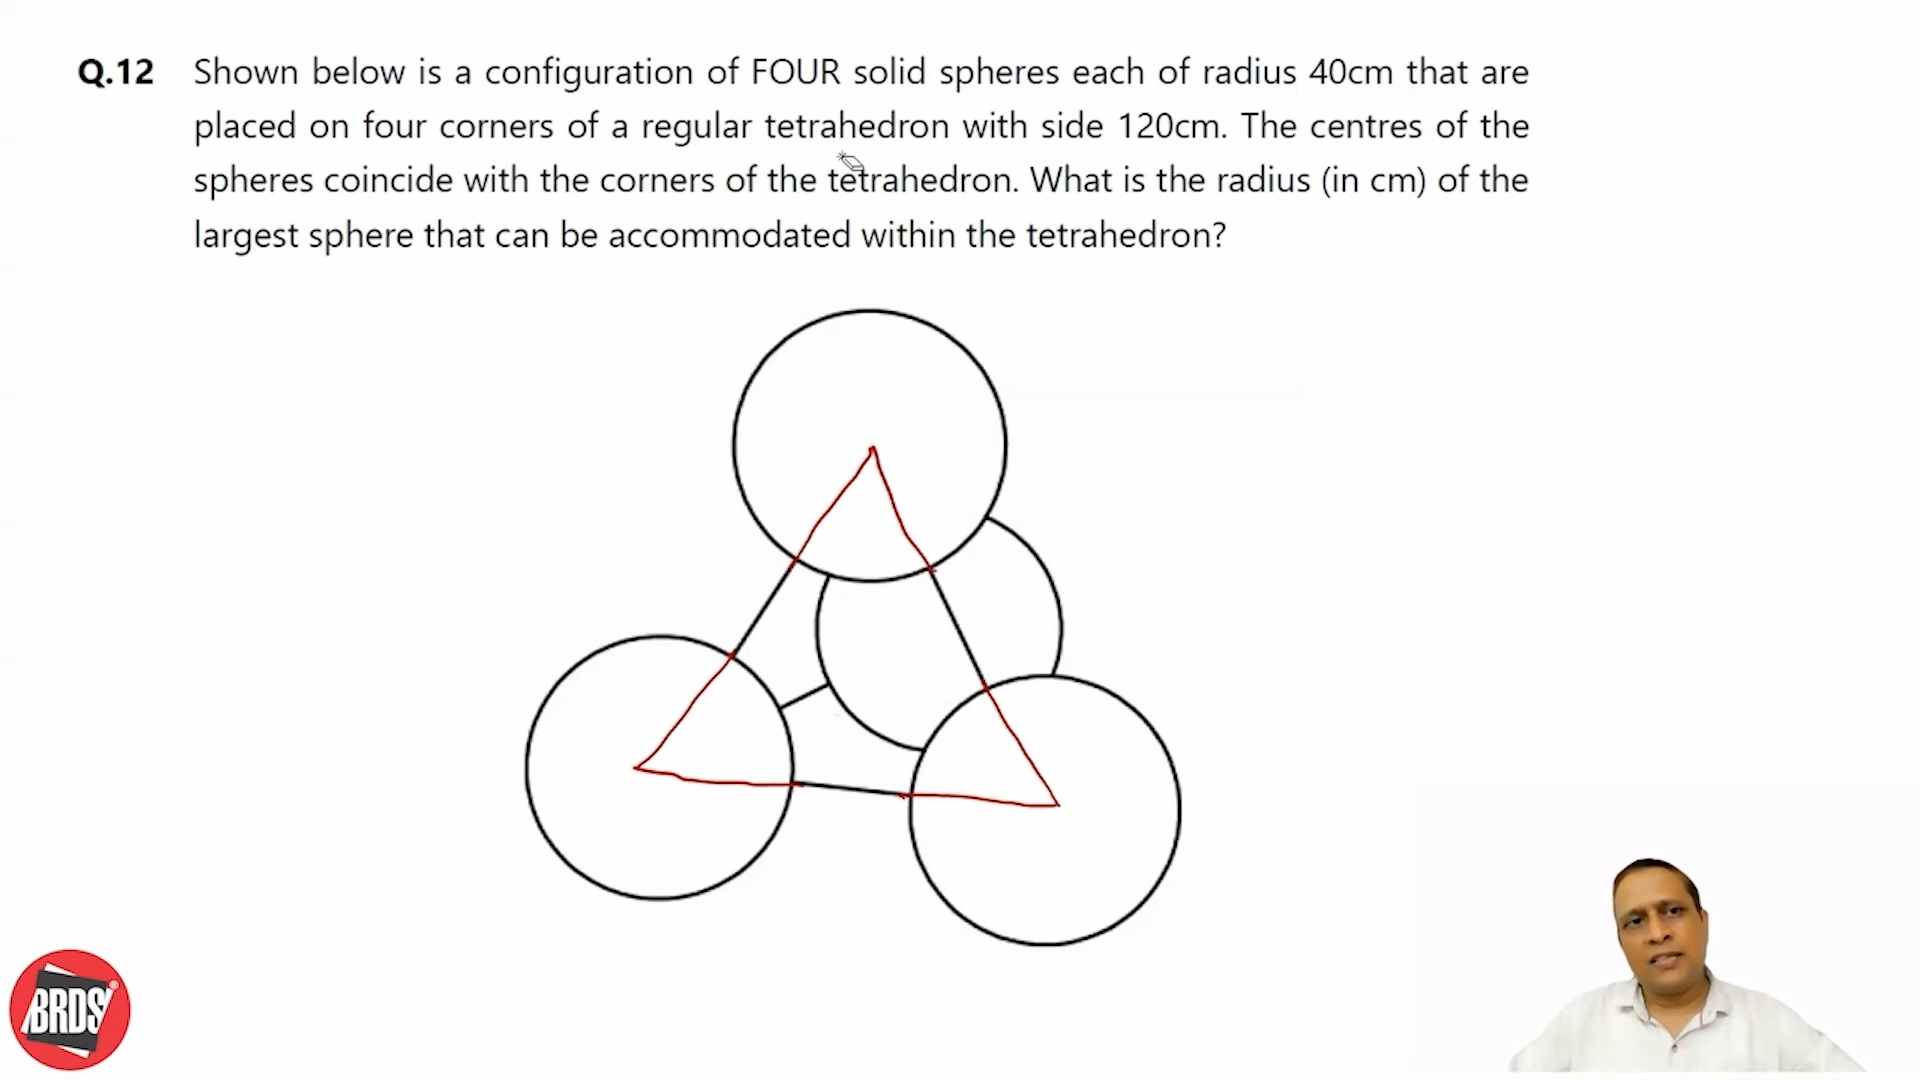 Q.12 Shown below is a configuration of FOUR solid spheres each of radius 40cm that are
placed on four corners of a regular tetrahedron with side 120cm. The centres of the
spheres coincide with the corners of the tetrahedron. What is the radius (in cm) of the
largest sphere that can be accommodated within the tetrahedron?
BRDS